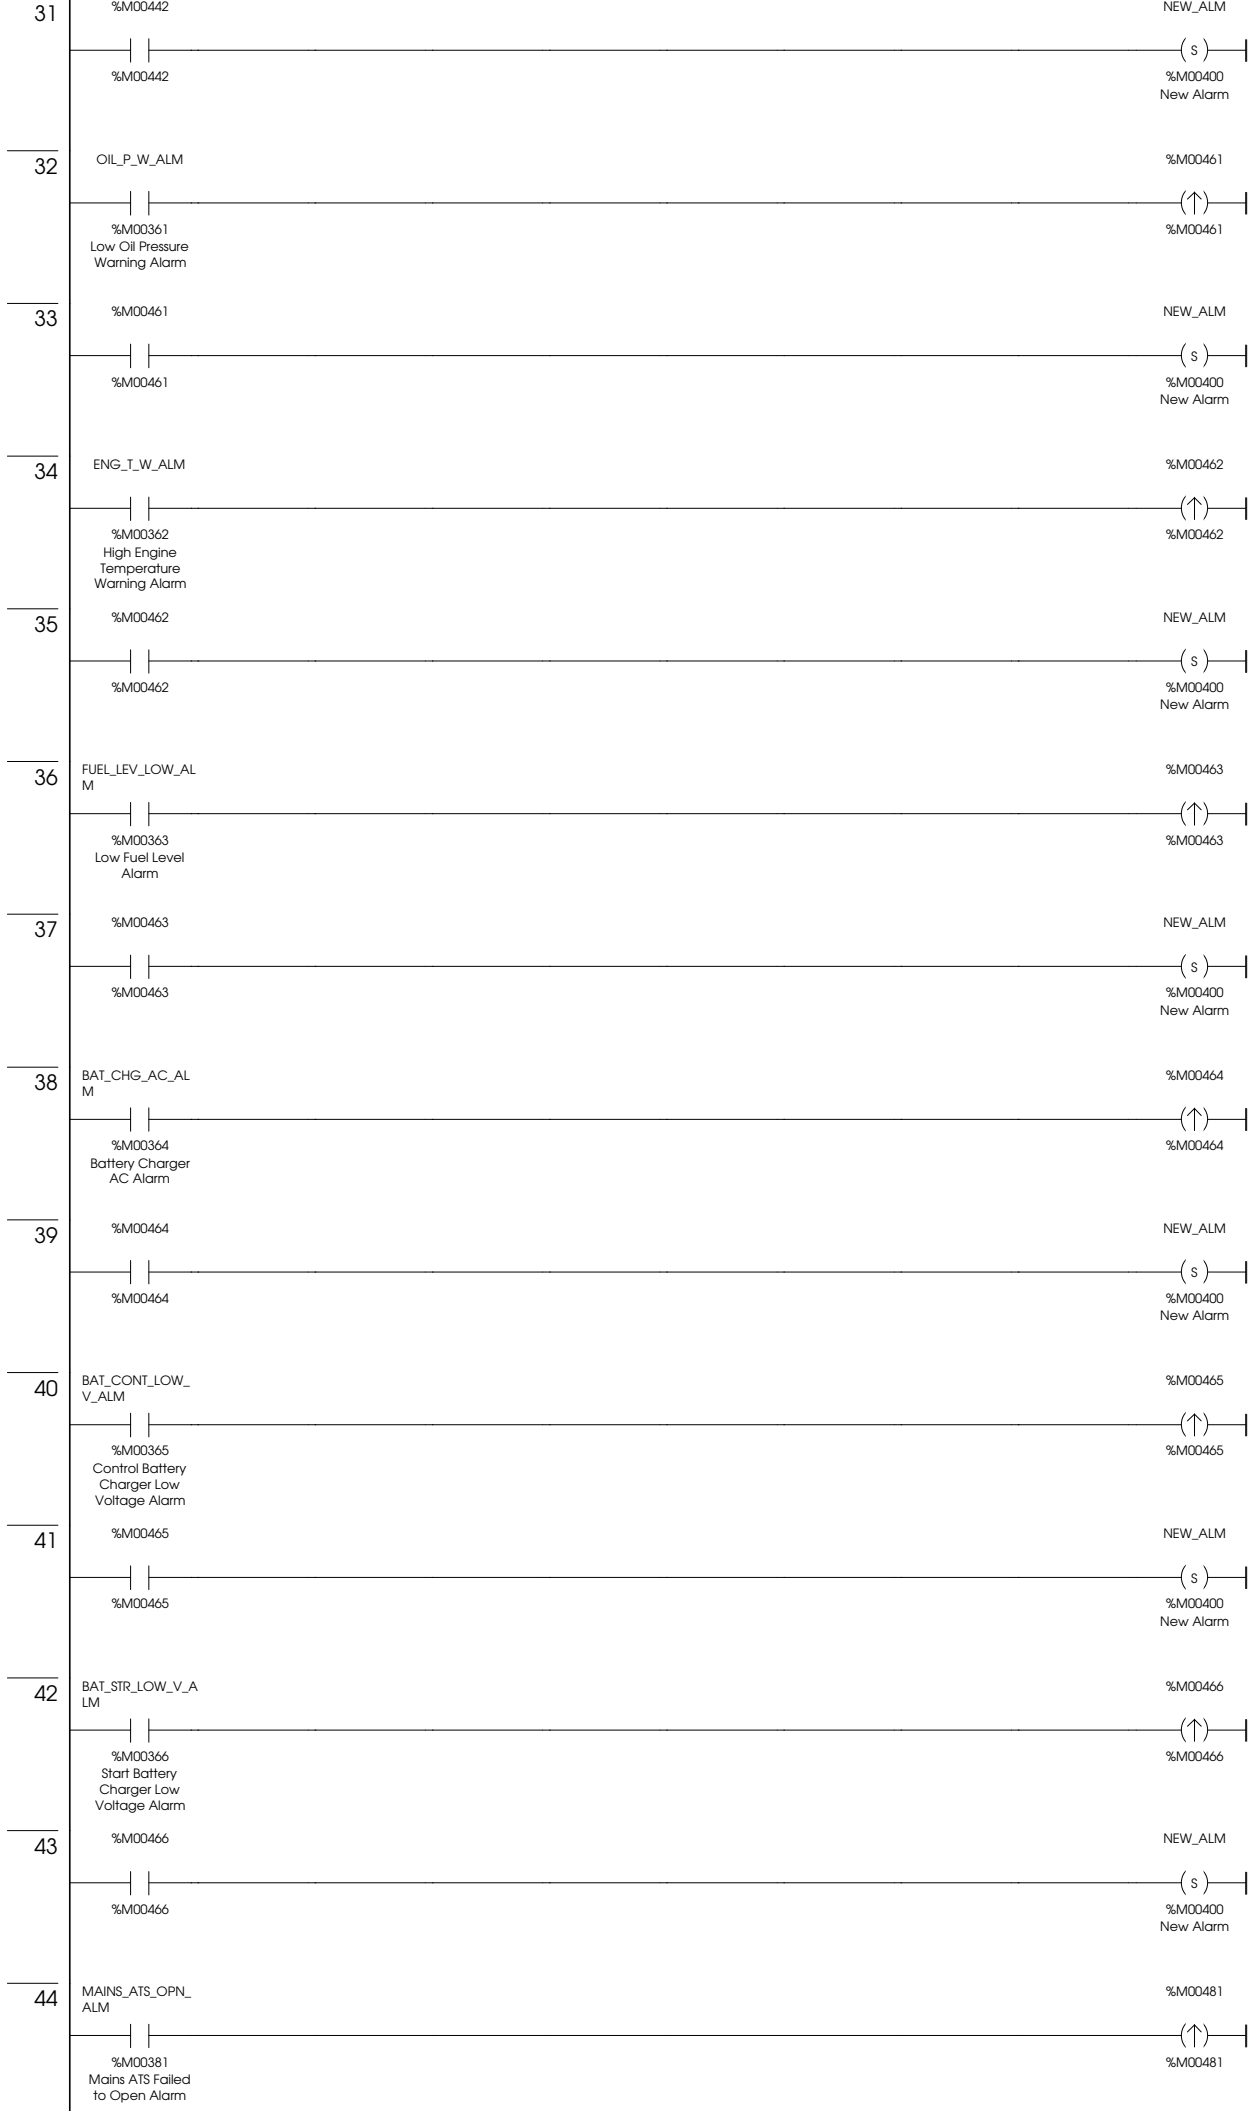 31
%M00442
NEW_ALM
S
%M00442
%M00400
New Alarm
32
OIL_P_W_ALM
%M00461
%M00361
Low Oil Pressure
Warning Alarm
%M00461
33
%M00461
NEW_ALM
S
%M00461
%M00400
New Alarm
34
ENG_T_W_ALM
%M00462
%M00362
High Engine
Temperature
Warning Alarm
%M00462
35
%M00462
NEW_ALM
S
%M00462
%M00400
New Alarm
36
FUEL_LEV_LOW_AL
M
%M00463
%M00363
Low Fuel Level
Alarm
%M00463
37
%M00463
NEW_ALM
S
%M00463
%M00400
New Alarm
38
BAT_CHG_AC_AL
M
%M00464
%M00364
Battery Charger
AC Alarm
%M00464
39
%M00464
NEW_ALM
S
%M00464
%M00400
New Alarm
40
BAT_CONT_LOW_
V_ALM
%M00465
%M00365
Control Battery
Charger Low
Voltage Alarm
%M00465
41
%M00465
NEW_ALM
S
%M00465
%M00400
New Alarm
42
BAT_STR_LOW_V_A
LM
%M00466
%M00366
Start Battery
Charger Low
Voltage Alarm
%M00466
43
%M00466
NEW_ALM
S
%M00466
%M00400
New Alarm
44
MAINS_ATS_OPN_
ALM
%M00481
%M00381
Mains ATS Failed
to Open Alarm
%M00481